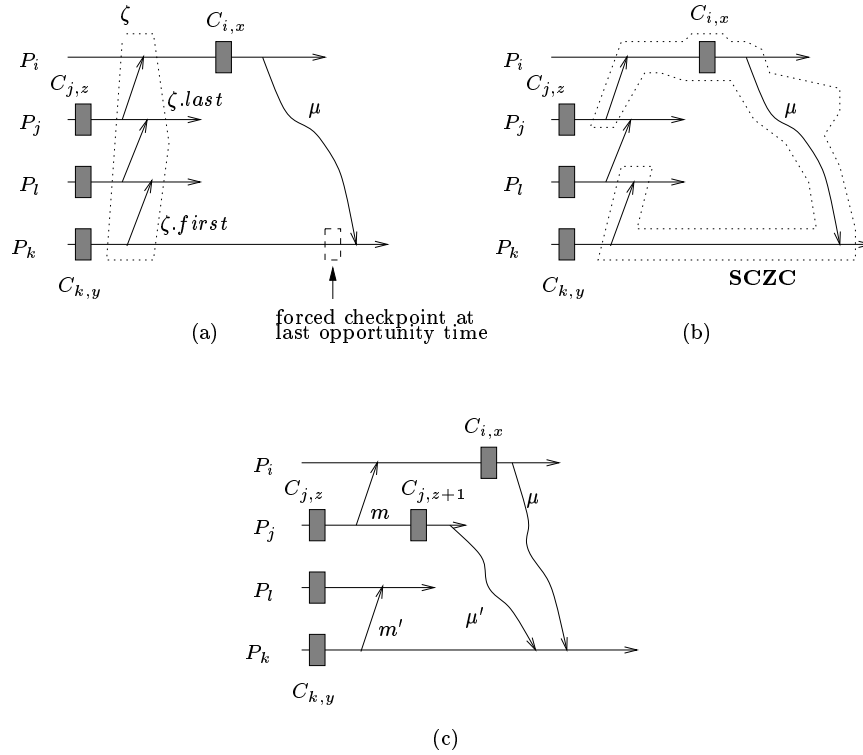 ζ
C_{i,x}
P_i
C_{j,z}
ζ.last
P_j
μ
P_l
ζ.first
P_k
C_{k,y}
forced checkpoint at
last opportunity time
(a)
C_{i,x}
P_i
C_{j,z}
μ
P_j
P_l
P_k
C_{k,y}
SCZC
(b)
C_{i,x}
P_i
C_{j,z}
C_{j,z+1}
μ
m
P_j
P_l
μ'
m'
P_k
C_{k,y}
(c)